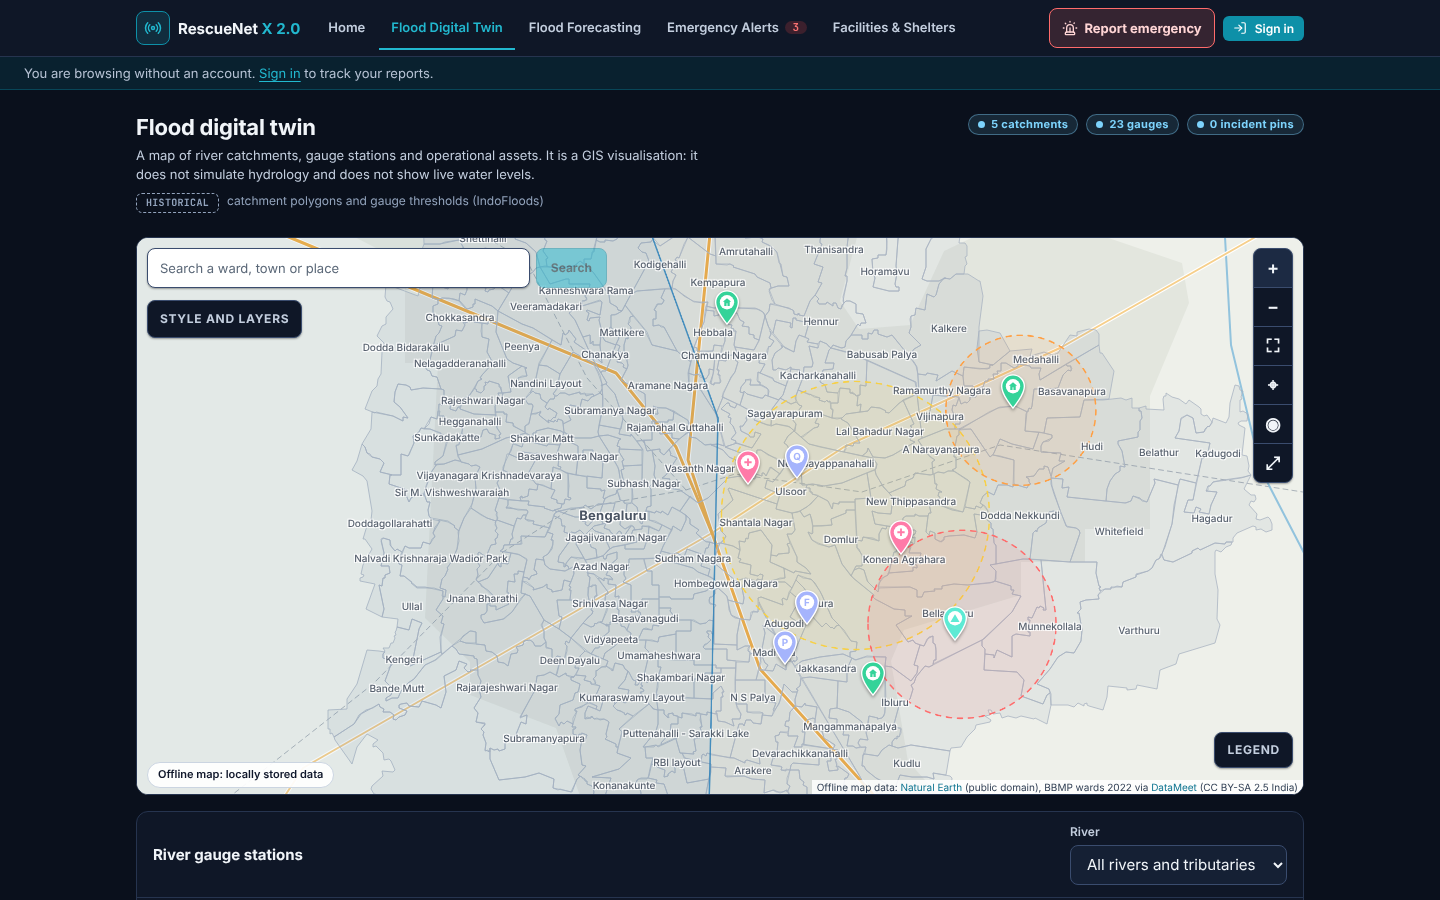 RescueNet X 2.0
Home
Flood Digital Twin
Flood Forecasting
Emergency Alerts 3
Facilities & Shelters
Report emergency
Sign in
You are browsing without an account. Sign in to track your reports.
Flood digital twin
5 catchments
23 gauges
0 incident pins
A map of river catchments, gauge stations and operational assets. It is a GIS visualisation: it
does not simulate hydrology and does not show live water levels.
HISTORICAL catchment polygons and gauge thresholds (IndoFloods)
Search a ward, town or place
Search
STYLE AND LAYERS
Shettihalli
Amrutahalli
Thanisandra
Kodigehalli
Horamavu
Kempapura
Kanneshwara Rama
Veeramadakari
Chokkasandra
Hennur
Kalkere
Mattikere
Hebbala
Dodda Bidarakallu
Peenya
Chanakya
Chamundi Nagara
Babusab Palya
Medahalli
Nelagadderanahalli
Kacharkanahalli
Nandini Layout
Aramane Nagara
Ramamurthy Nagara
Basavanapura
Rajeshwari Nagar
Subramanya Nagar
Sagayarapuram
Vijinapura
Hegganahalli
Rajamahal Guttahalli
Lal Bahadur Nagar
Sunkadakatte
Shankar Matt
A Narayanapura
Hudi
Belathur
Kadugodi
Basaveshwara Nagar
Vasanth Nagar
Vijayanagara Krishnadevaraya
Subhash Nagar
Sir M. Vishweshwaraiah
Ulsoor
New Thippasandra
Bengaluru
Shantala Nagar
Dodda Nekkundi
Hagadur
Doddagollarahatti
Whitefield
Jagajivanaram Nagar
Domlur
Nalvadi Krishnaraja Wadior Park
Sudham Nagara
Konena Agrahara
Azad Nagar
Hombegowda Nagara
Jnana Bharathi
Ullal
Srinivasa Nagar
Basavanagudi
Adugodi
Munnekollala
Varthuru
Vidyapeeta
Umamaheshwara
Kengeri
Deen Dayalu
Jakkasandra
Shakambari Nagar
Bande Mutt
Rajarajeshwari Nagar
Kumaraswamy Layout
N S Palya
Ibluru
Mangammanapalya
Puttenahalli - Sarakki Lake
Subramanyapura
Devarachikkanahalli
RBI layout
Arakere
Kudlu
Konanakunte
Q
F
P
LEGEND
Offline map: locally stored data
Offline map data: Natural Earth (public domain), BBMP wards 2022 via DataMeet (CC BY-SA 2.5 India)
River gauge stations
River
All rivers and tributaries